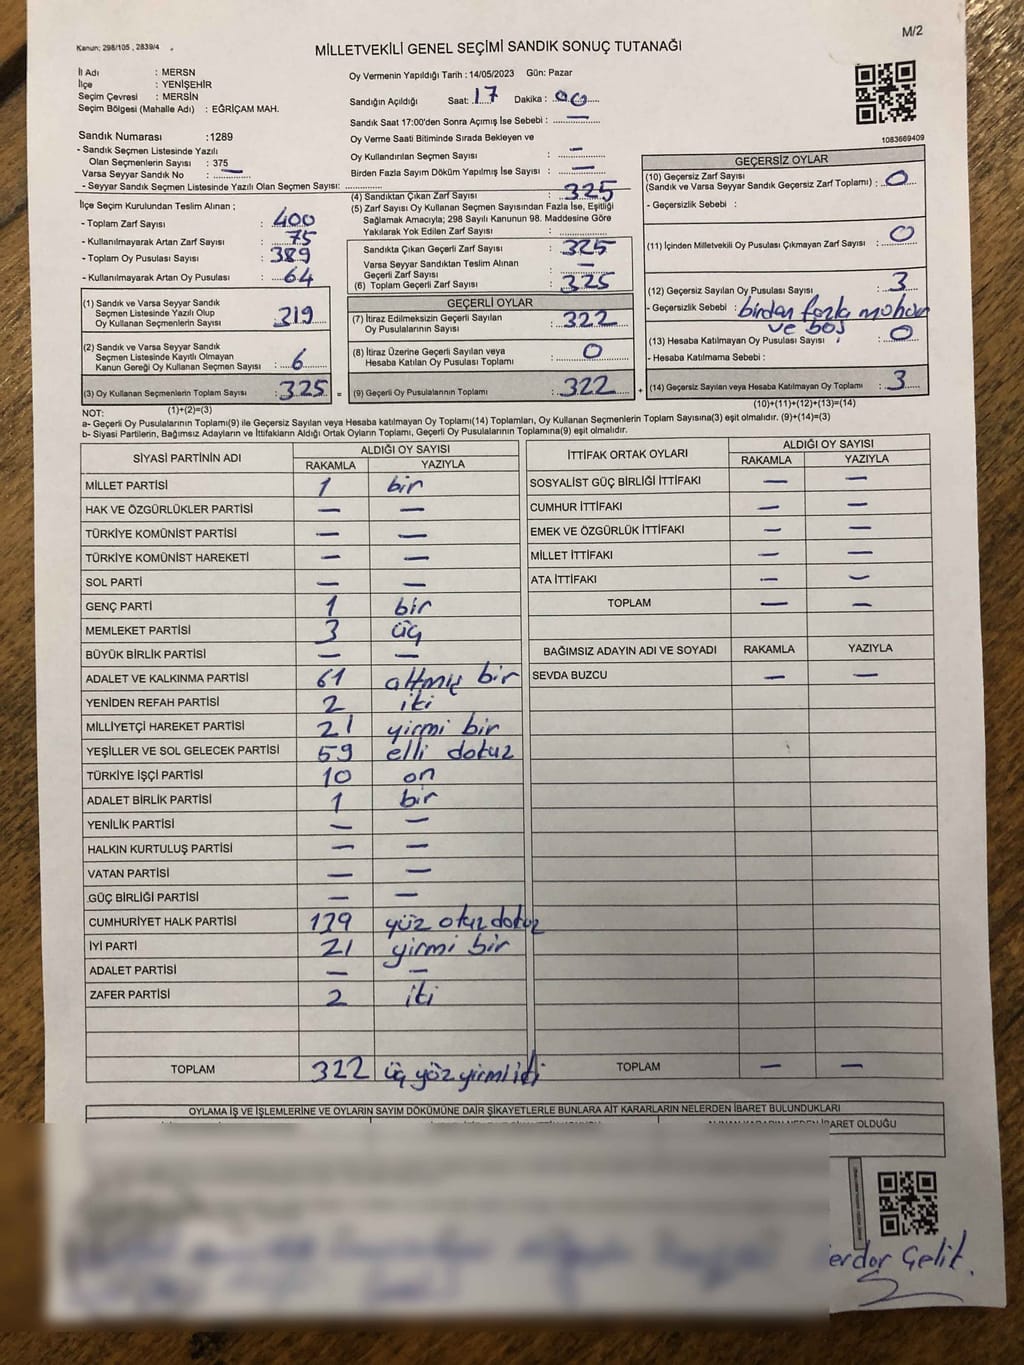 M/2
Kanun; 298/105 , 2839/4
MİLLETVEKİLİ GENEL SEÇİMİ SANDIK SONUÇ TUTANAĞI
İl Adı : MERSN
İlçe : YENİŞEHİR
Seçim Çevresi : MERSİN
Seçim Bölgesi (Mahalle Adı) : EĞRİÇAM MAH.
Sandık Numarası :1289
- Sandık Seçmen Listesinde Yazılı
Olan Seçmenlerin Sayısı : 375
Varsa Seyyar Sandık No : —
- Seyyar Sandık Seçmen Listesinde Yazılı Olan Seçmen Sayısı:
Oy Vermenin Yapıldığı Tarih : 14/05/2023 Gün: Pazar
Sandığın Açıldığı Saat: 17 Dakika : 00
Sandık Saat 17:00'den Sonra Açımış İse Sebebi : —
Oy Verme Saati Bitiminde Sırada Bekleyen ve
Oy Kullandırılan Seçmen Sayısı : —
Birden Fazla Sayım Döküm Yapılmış İse Sayısı : —
1083669409
İlçe Seçim Kurulundan Teslim Alınan ;
- Toplam Zarf Sayısı : 400
- Kullanılmayarak Artan Zarf Sayısı : 75
- Toplam Oy Pusulası Sayısı : 389
- Kullanılmayarak Artan Oy Pusulası : 64
(1) Sandık ve Varsa Seyyar Sandık
Seçmen Listesinde Yazılı Olup
Oy Kullanan Seçmenlerin Sayısı : 319
(2) Sandık ve Varsa Seyyar Sandık
Seçmen Listesinde Kayıtlı Olmayan
Kanun Gereği Oy Kullanan Seçmen Sayısı : 6
(3) Oy Kullanan Seçmenlerin Toplam Sayısı : 325 =
(4) Sandıktan Çıkan Zarf Sayısı : 325
(5) Zarf Sayısı Oy Kullanan Seçmen Sayısından Fazla İse, Eşitliği
Sağlamak Amacıyla; 298 Sayılı Kanunun 98. Maddesine Göre
Yakılarak Yok Edilen Zarf Sayısı :
Sandıkta Çıkan Geçerli Zarf Sayısı : 325
Varsa Seyyar Sandıktan Teslim Alınan
Geçerli Zarf Sayısı : —
(6) Toplam Geçerli Zarf Sayısı : 325
GEÇERLİ OYLAR
(7) İtiraz Edilmeksizin Geçerli Sayılan
Oy Pusulalarının Sayısı : 322
(8) İtiraz Üzerine Geçerli Sayılan veya
Hesaba Katılan Oy Pusulası Toplamı : 0
(9) Geçerli Oy Pusulalarının Toplamı : 322 +
GEÇERSİZ OYLAR
(10) Geçersiz Zarf Sayısı
(Sandık ve Varsa Seyyar Sandık Geçersiz Zarf Toplamı) : 0
- Geçersizlik Sebebi :
(11) İçinden Milletvekili Oy Pusulası Çıkmayan Zarf Sayısı : 0
(12) Geçersiz Sayılan Oy Pusulası Sayısı : 3
- Geçersizlik Sebebi : birden fazla mühür
ve boş
(13) Hesaba Katılmayan Oy Pusulası Sayısı : 0
- Hesaba Katılmama Sebebi :
(14) Geçersiz Sayılan veya Hesaba Katılmayan Oy Toplamı : 3
(1)+(2)=(3)
(10)+(11)+(12)+(13)=(14)
NOT:
a- Geçerli Oy Pusulalarının Toplamı(9) ile Geçersiz Sayılan veya Hesaba katılmayan Oy Toplamı(14) Toplamları, Oy Kullanan Seçmenlerin Toplam Sayısına(3) eşit olmalıdır. (9)+(14)=(3)
b- Siyasi Partilerin, Bağımsız Adayların ve İttifakların Aldığı Ortak Oyların Toplamı, Geçerli Oy Pusulalarının Toplamına(9) eşit olmalıdır.
SİYASİ PARTİNİN ADI ALDIĞI OY SAYISI
RAKAMLA YAZIYLA
MİLLET PARTİSİ 1 bir
HAK VE ÖZGÜRLÜKLER PARTİSİ — —
TÜRKİYE KOMÜNİST PARTİSİ — —
TÜRKİYE KOMÜNİST HAREKETİ — —
SOL PARTİ — —
GENÇ PARTİ 1 bir
MEMLEKET PARTİSİ 3 üç
BÜYÜK BİRLİK PARTİSİ — —
ADALET VE KALKINMA PARTİSİ 61 altmış bir
YENİDEN REFAH PARTİSİ 2 iki
MİLLİYETÇİ HAREKET PARTİSİ 21 yirmi bir
YEŞİLLER VE SOL GELECEK PARTİSİ 59 elli dokuz
TÜRKİYE İŞÇİ PARTİSİ 10 on
ADALET BİRLİK PARTİSİ 1 bir
YENİLİK PARTİSİ — —
HALKIN KURTULUŞ PARTİSİ — —
VATAN PARTİSİ — —
GÜÇ BİRLİĞİ PARTİSİ — —
CUMHURİYET HALK PARTİSİ 139 yüz otuz dokuz
İYİ PARTİ 21 yirmi bir
ADALET PARTİSİ — —
ZAFER PARTİSİ 2 iki
TOPLAM 322 üç yüz yirmi iki
İTTİFAK ORTAK OYLARI ALDIĞI OY SAYISI
RAKAMLA YAZIYLA
SOSYALİST GÜÇ BİRLİĞİ İTTİFAKI — —
CUMHUR İTTİFAKI — —
EMEK VE ÖZGÜRLÜK İTTİFAKI — —
MİLLET İTTİFAKI — —
ATA İTTİFAKI — —
TOPLAM — —
BAĞIMSIZ ADAYIN ADI VE SOYADI RAKAMLA YAZIYLA
SEVDA BUZCU — —
TOPLAM — —
OYLAMA İŞ VE İŞLEMLERİNE VE OYLARIN SAYIM DÖKÜMÜNE DAİR ŞİKAYETLERLE BUNLARA AİT KARARLARIN NELERDEN İBARET BULUNDUKLARI
İBARET OLDUĞU
erdar Çelik.